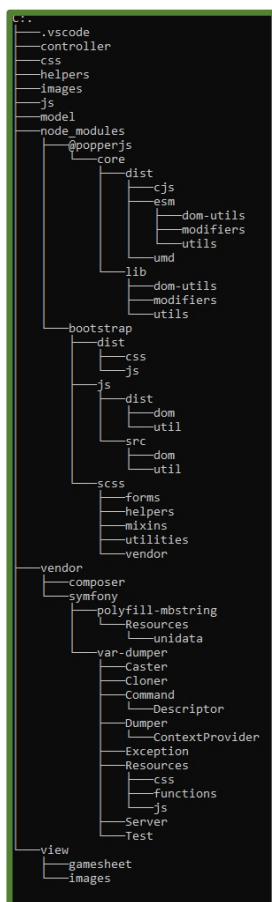 C:.
├───.vscode
├───controller
├───css
├───helpers
├───images
├───js
├───model
├───node_modules
│   ├───@popperjs
│   │   └───core
│   │       ├───dist
│   │       │   ├───cjs
│   │       │   ├───esm
│   │       │   │   ├───dom-utils
│   │       │   │   ├───modifiers
│   │       │   │   └───utils
│   │       │   └───umd
│   │       └───lib
│   │           ├───dom-utils
│   │           ├───modifiers
│   │           └───utils
│   └───bootstrap
│       ├───dist
│       │   ├───css
│       │   └───js
│       ├───js
│       │   ├───dist
│       │   │   ├───dom
│       │   │   └───util
│       │   └───src
│       │       ├───dom
│       │       └───util
│       └───scss
│           ├───forms
│           ├───helpers
│           ├───mixins
│           ├───utilities
│           └───vendor
├───vendor
│   ├───composer
│   └───symfony
│       ├───polyfill-mbstring
│       │   └───Resources
│       │       └───unidata
│       └───var-dumper
│           ├───Caster
│           ├───Cloner
│           ├───Command
│           │   └───Descriptor
│           ├───Dumper
│           │   └───ContextProvider
│           ├───Exception
│           ├───Resources
│           │   ├───css
│           │   ├───functions
│           │   └───js
│           ├───Server
│           └───Test
└───view
    ├───gamesheet
    └───images